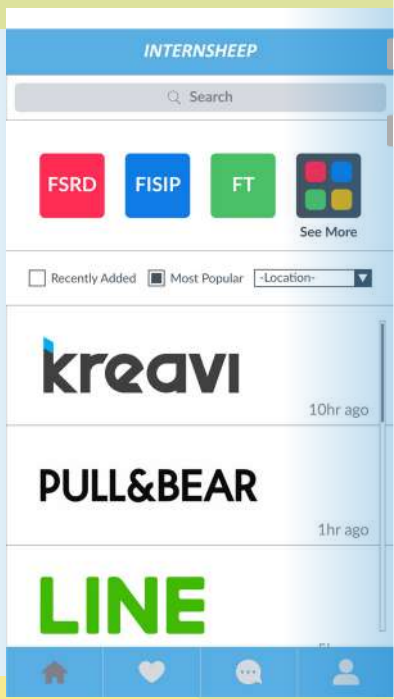 INTERNSHEEP
Search
FSRD FISIP FT
See More
Recently Added Most Popular -Location-
kreavi
10hr ago
PULL&BEAR
1hr ago
LINE